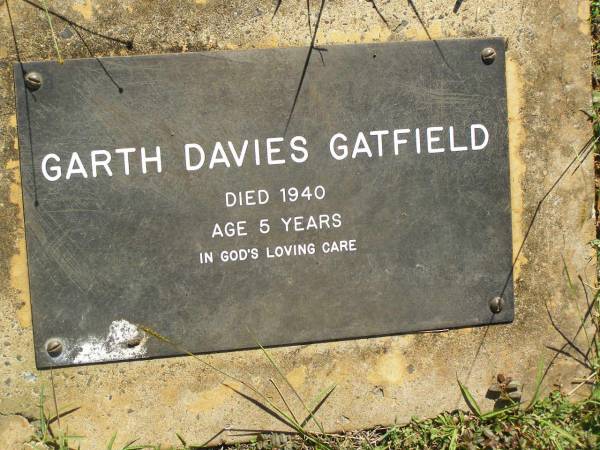 GARTH DAVIES GATFIELD
DIED 1940
AGE 5 YEARS
IN GOD'S LOVING CARE